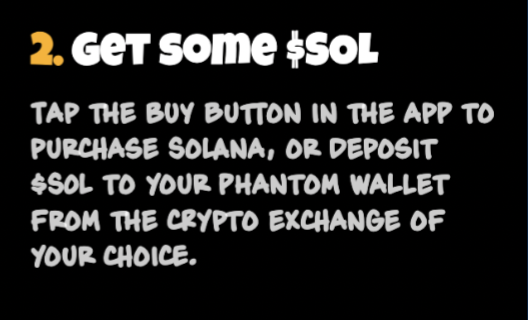 2. Get some $SOL
TAP THE BUY BUTTON IN THE APP TO
PURCHASE SOLANA, OR DEPOSIT
$SOL TO YOUR PHANTOM WALLET
FROM THE CRYPTO EXCHANGE OF
YOUR CHOICE.